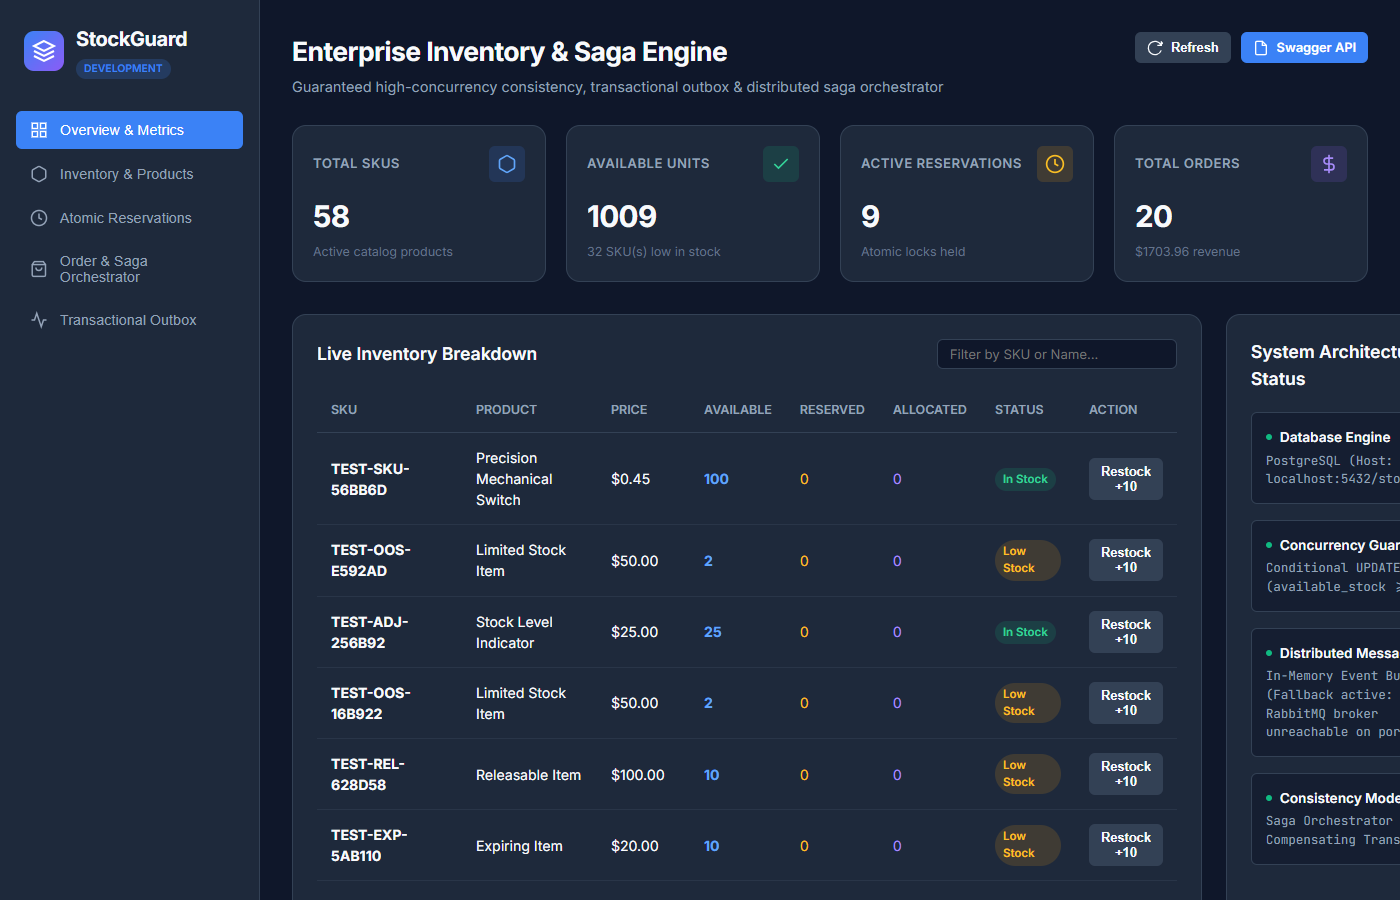 StockGuard
DEVELOPMENT
Overview & Metrics
Inventory & Products
Atomic Reservations
Order & Saga
Orchestrator
Transactional Outbox
Enterprise Inventory & Saga Engine
Guaranteed high-concurrency consistency, transactional outbox & distributed saga orchestrator
Refresh
Swagger API
TOTAL SKUS
58
Active catalog products
AVAILABLE UNITS
1009
32 SKU(s) low in stock
ACTIVE RESERVATIONS
9
Atomic locks held
TOTAL ORDERS
20
$1703.96 revenue
Live Inventory Breakdown
Filter by SKU or Name...
SKU PRODUCT PRICE AVAILABLE RESERVED ALLOCATED STATUS ACTION
TEST-SKU-
56BB6D
Precision
Mechanical
Switch
$0.45 100 0 0 In Stock
Restock
+10
TEST-OOS-
E592AD
Limited Stock
Item
$50.00 2 0 0
Low
Stock
Restock
+10
TEST-ADJ-
256B92
Stock Level
Indicator
$25.00 25 0 0 In Stock
Restock
+10
TEST-OOS-
16B922
Limited Stock
Item
$50.00 2 0 0
Low
Stock
Restock
+10
TEST-REL-
628D58
Releasable Item $100.00 10 0 0
Low
Stock
Restock
+10
TEST-EXP-
5AB110
Expiring Item $20.00 10 0 0
Low
Stock
Restock
+10
System Architectu
Status
Database Engine
PostgreSQL (Host:
localhost:5432/sto
Concurrency Guar
Conditional UPDATE
(available_stock
Distributed Messa
In-Memory Event Bu
(Fallback active:
RabbitMQ broker
unreachable on por
Consistency Mode
Saga Orchestrator
Compensating Trans